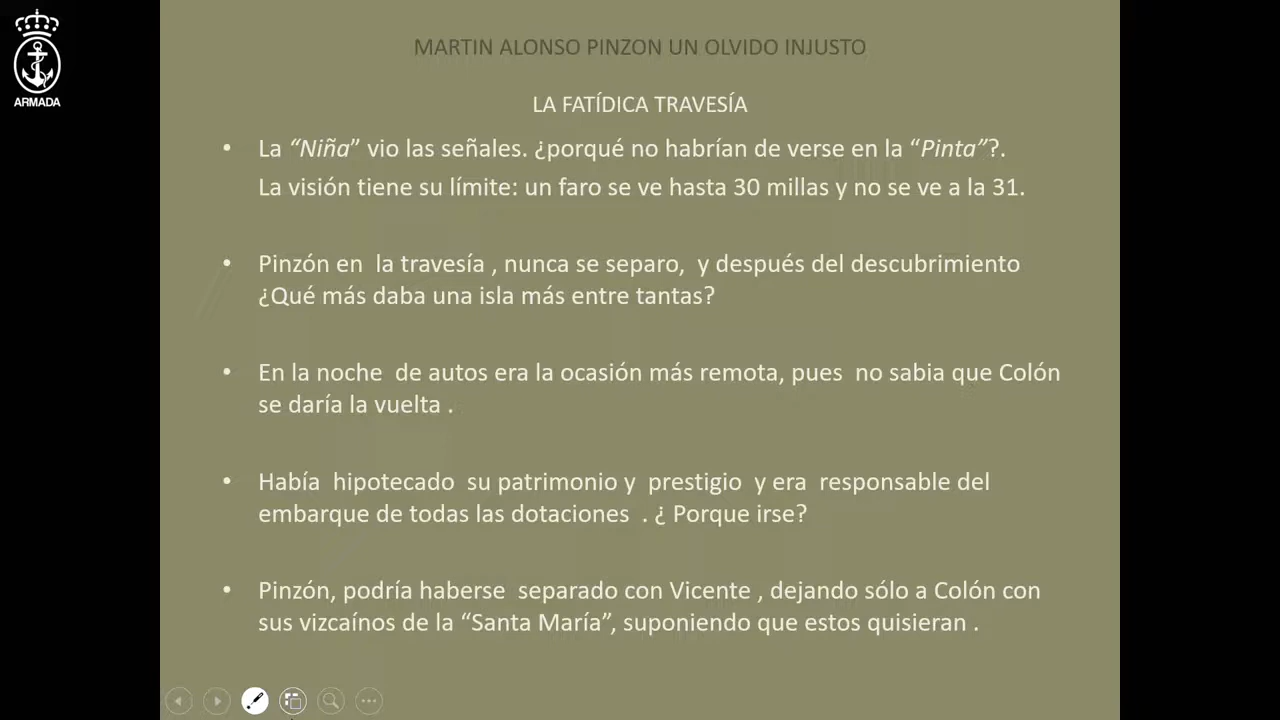 ARMADA
MARTIN ALONSO PINZON UN OLVIDO INJUSTO
LA FATÍDICA TRAVESÍA
• La “Niña” vio las señales. ¿porqué no habrían de verse en la “Pinta”?.
La visión tiene su límite: un faro se ve hasta 30 millas y no se ve a la 31.
• Pinzón en la travesía , nunca se separo, y después del descubrimiento
¿Qué más daba una isla más entre tantas?
• En la noche de autos era la ocasión más remota, pues no sabia que Colón
se daría la vuelta .
• Había hipotecado su patrimonio y prestigio y era responsable del
embarque de todas las dotaciones . ¿ Porque irse?
• Pinzón, podría haberse separado con Vicente , dejando sólo a Colón con
sus vizcaínos de la “Santa María”, suponiendo que estos quisieran .